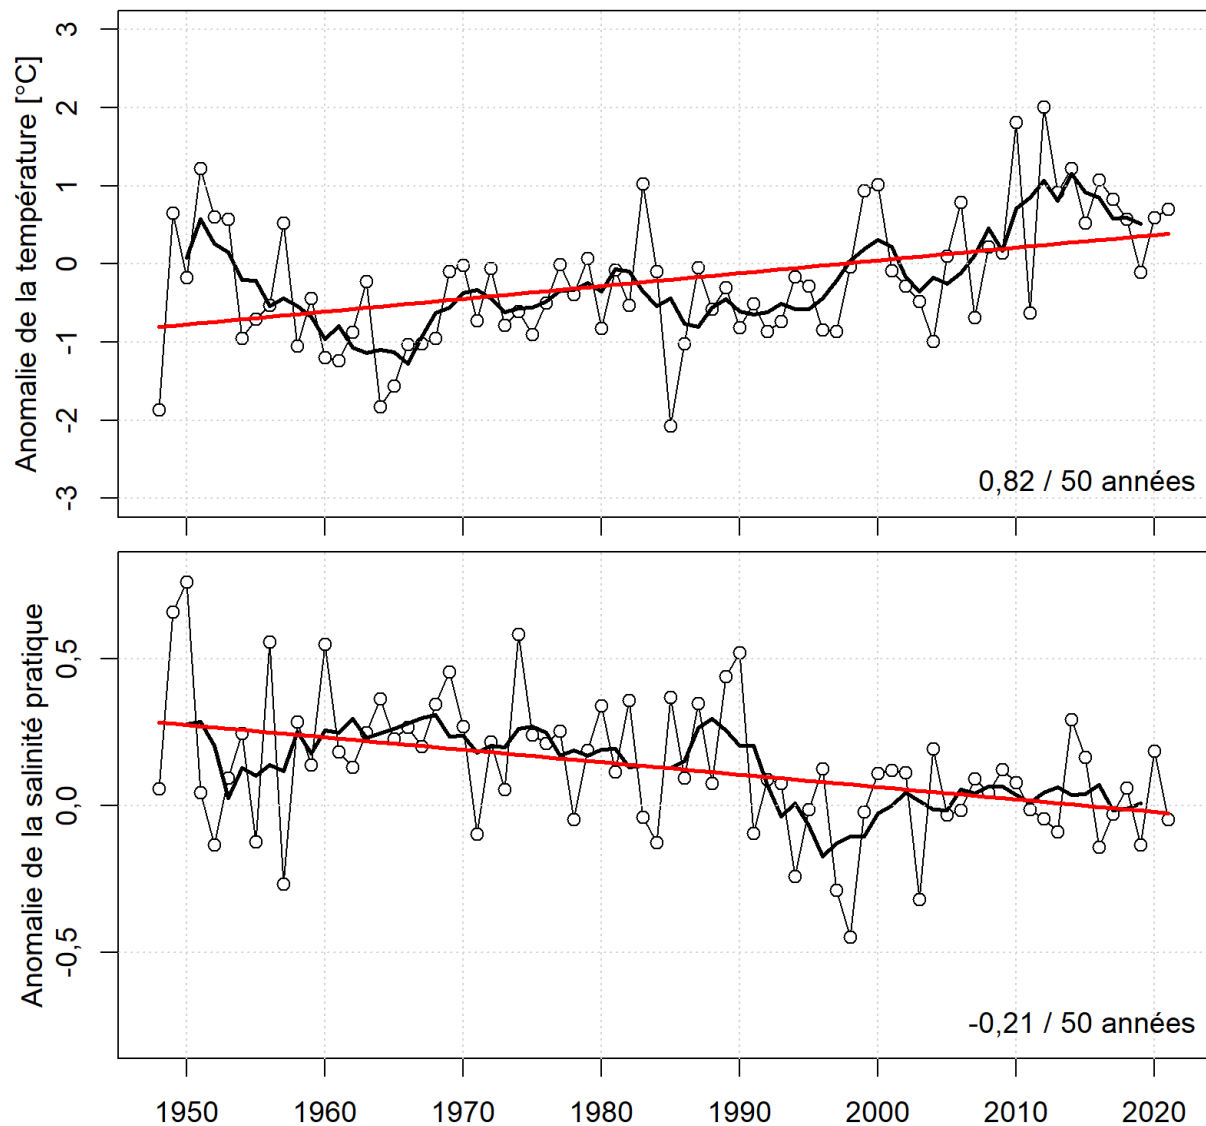 Anomalie de la température [°C]
3
2
1
0
-1
-2
-3
0,82 / 50 années
Anomalie de la salinité pratique
0,5
0,0
-0,5
-0,21 / 50 années
1950 1960 1970 1980 1990 2000 2010 2020